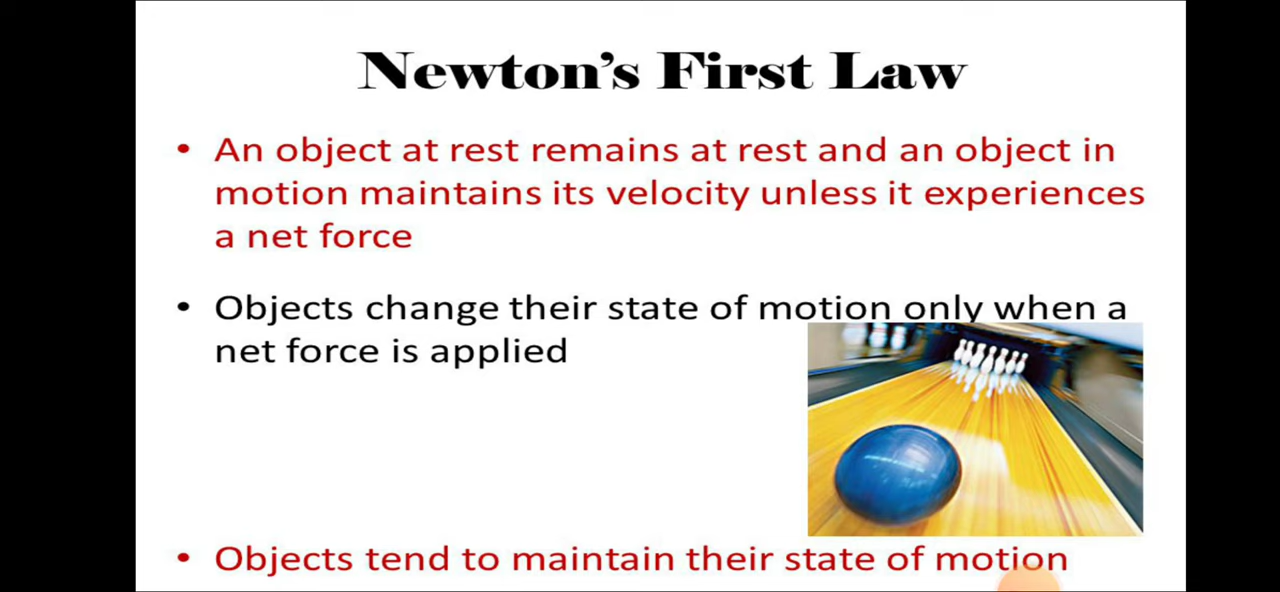 Newton's First Law
• An object at rest remains at rest and an object in
motion maintains its velocity unless it experiences
a net force
• Objects change their state of motion only when a
net force is applied
• Objects tend to maintain their state of motion